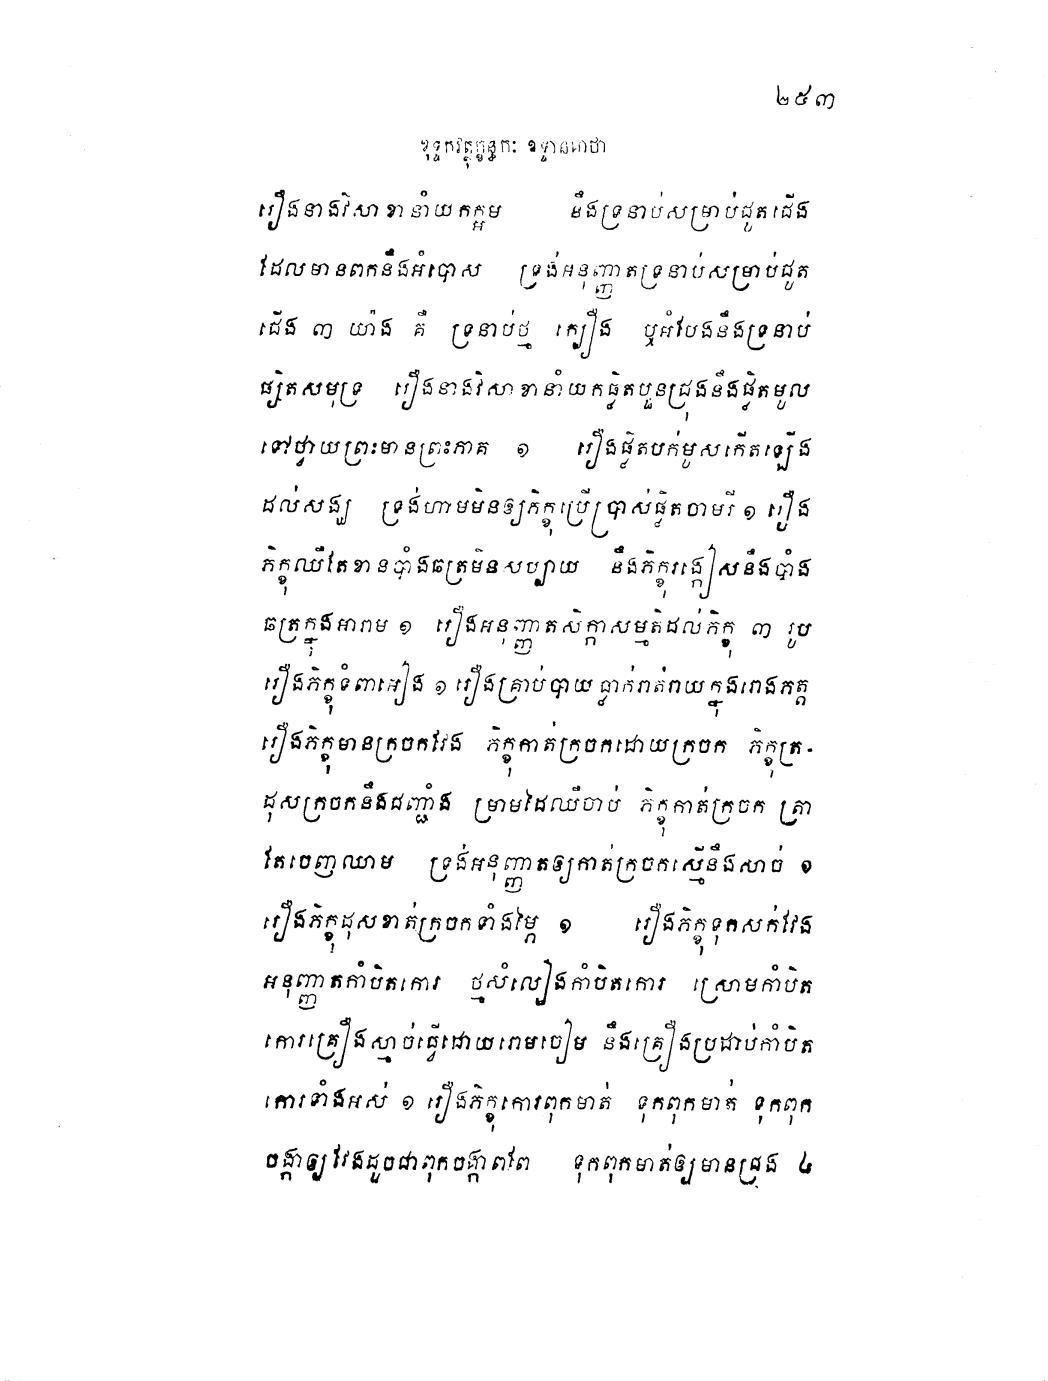 ២៥៣
ខុទ្ទកវត្ថុក្ខន្ធកៈ ឧទ្ទានគាថា
រឿងនាងវិសាខានាំយកក្អម នឹងទ្រនាប់សម្រាប់ដុតជើង
ដែលមានពកនឹងអំបោស ទ្រង់អនុញ្ញាតទ្រនាប់សម្រាប់ដុត
ជើង ៣ យ៉ាង គឺ ទ្រនាប់ថ្ម ក្បឿង ឬអំបែងនឹងទ្រនាប់
ផ្សិតសមុទ្រ រឿងនាងវិសាខានាំយកផ្លិតបួនជ្រុងនឹងផ្លិតមូល
ទៅថ្វាយព្រះមានព្រះភាគ ១ រឿងផ្លិតបក់មូសកើតឡើង
ដល់សង្ឃ ទ្រង់ហាមមិនឲ្យភិក្ខុប្រើប្រាស់ផ្លិតចាមរី ១ រឿង
ភិក្ខុឈឺតែខានបាំងឆត្រមិនសប្បាយ នឹងភិក្ខុរង្គៀសនឹងបាំង
ឆត្រក្នុងអារាម ១ រឿងអនុញ្ញាតសិក្កាសម្មតិដល់ភិក្ខុ ៣ រូប
រឿងភិក្ខុទំពាអៀង ១ រឿងគ្រាប់បាយធ្លាក់រាត់រាយក្នុងរោងភត្ត
រឿងភិក្ខុមានក្រចកវែង ភិក្ខុកាត់ក្រចកដោយក្រចក ភិក្ខុត្រ-
ដុសក្រចកនឹងជញ្ជាំង ម្រាមដៃឈឺចាប់ ភិក្ខុកាត់ក្រចក ត្រា
តែចេញឈាម ទ្រង់អនុញ្ញាតឲ្យកាត់ក្រចកស្មើនឹងសាច់ ១
រឿងភិក្ខុដុសខាត់ក្រចកទាំងម្ភៃ ១ រឿងភិក្ខុទុកសក់វែង
អនុញ្ញាតកាំបិតកោរ ថ្មសំលៀងកាំបិតកោរ ស្រោមកាំបិត
កោរគ្រឿងស្មាច់ធ្វើដោយរោមចៀម នឹងគ្រឿងប្រដាប់កាំបិត
កោរទាំងអស់ ១ រឿងភិក្ខុកោរពុកមាត់ ទុកពុកមាត់ ទុកពុក
ចង្កាឲ្យវែងដូចជាពុកចង្កាពពែ ទុកពុកមាត់ឲ្យមានជ្រុង ៤